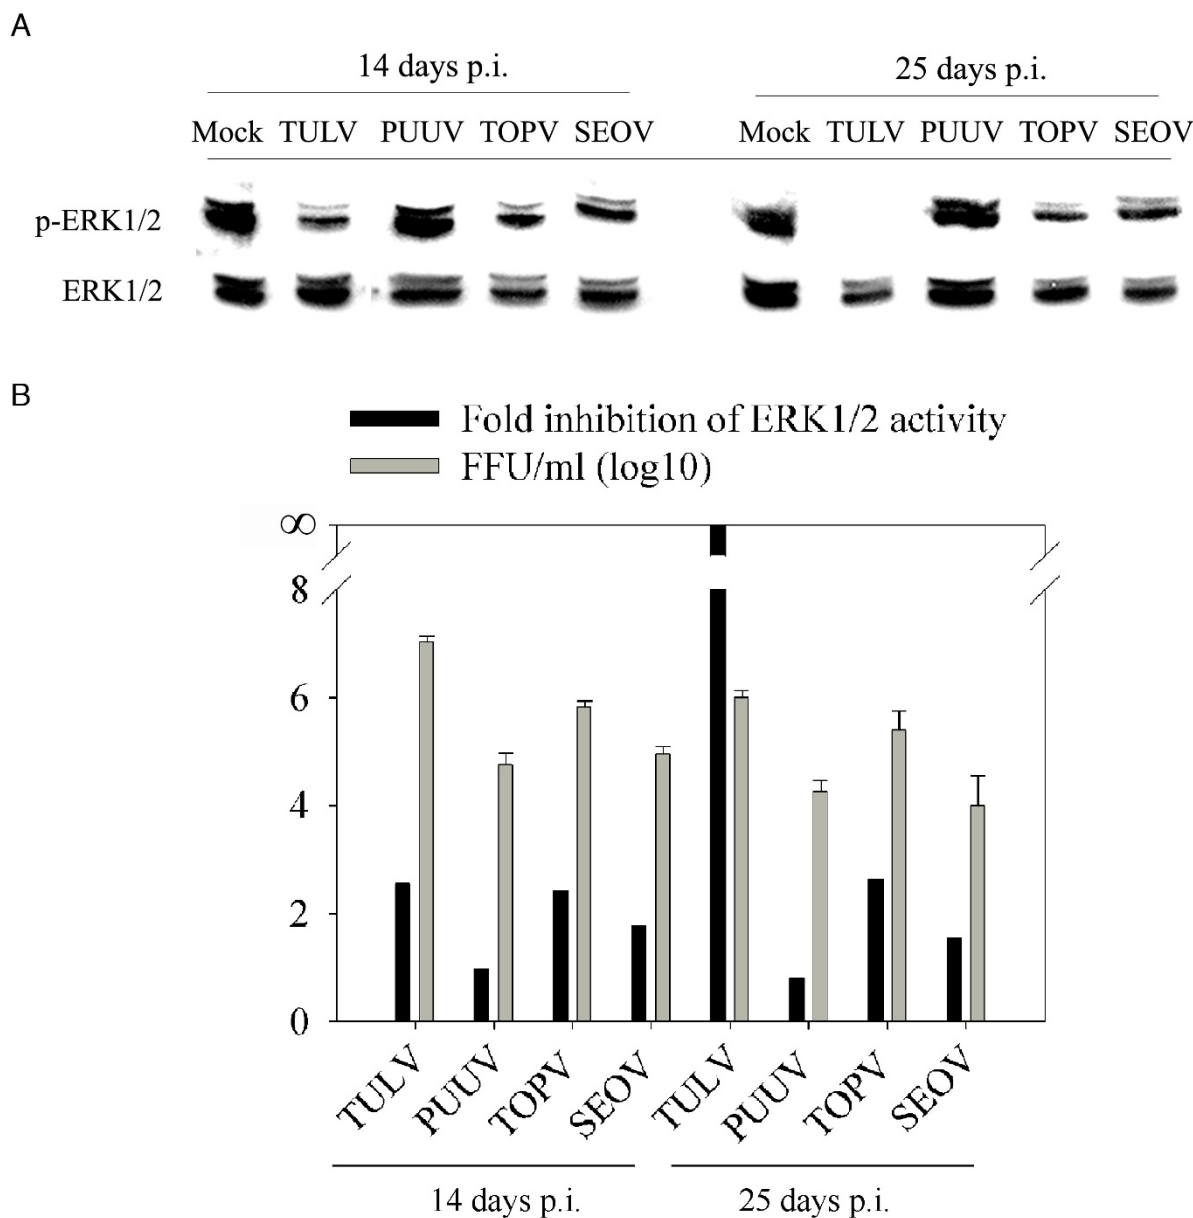 A
14 days p.i. 25 days p.i.
Mock TULV PUUV TOPV SEOV Mock TULV PUUV TOPV SEOV
p-ERK1/2
ERK1/2
B
Fold inhibition of ERK1/2 activity
FFU/ml (log10)
∞
8
6
4
2
0
TULV PUUV TOPV SEOV TULV PUUV TOPV SEOV
14 days p.i. 25 days p.i.